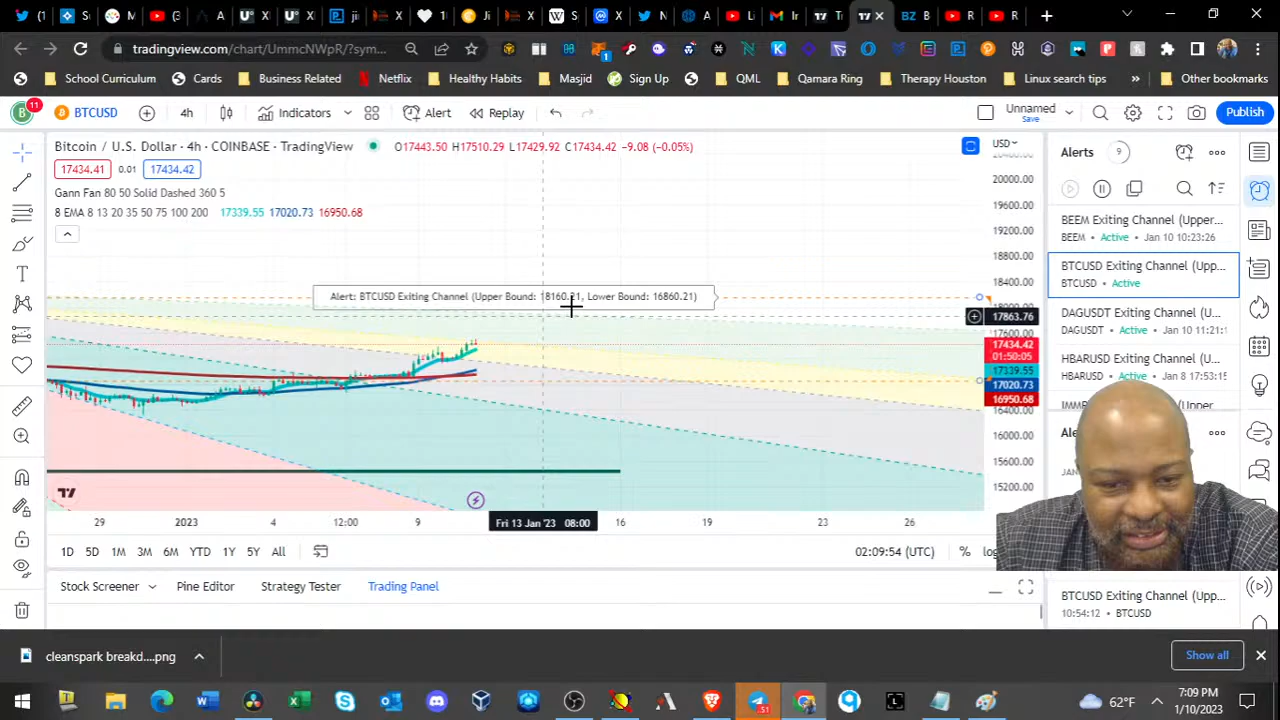 tradingview.com/chart/UmmcNWpR/?sym...
School Curriculum
Cards
Business Related
Netflix
Healthy Habits
Masjid
Sign Up
QML
Qamara Ring
Therapy Houston
Linux search tips
»
Other bookmarks
11
BTCUSD
4h
Indicators
Alert
Replay
Unnamed
Save
Publish
Bitcoin / U.S. Dollar · 4h · COINBASE · TradingView
O17443.50 H17510.29 L17429.92 C17434.42 −9.08 (−0.05%)
17434.41
0.01
17434.42
Gann Fan 80 50 Solid Dashed 360 5
8 EMA 8 13 20 35 50 75 100 200 17339.55 17020.73 16950.68
Alert: BTCUSD Exiting Channel (Upper Bound: 18160.21, Lower Bound: 16860.21)
USD
20000.00
19600.00
19200.00
18800.00
18400.00
17863.76
17600.00
17434.42
01:50:05
17339.55
17020.73
16950.68
16400.00
16000.00
15600.00
15200.00
29
2023
4
12:00
9
Fri 13 Jan '23 08:00
16
19
23
26
1D
5D
1M
3M
6M
YTD
1Y
5Y
All
02:09:54 (UTC)
%
Stock Screener
Pine Editor
Strategy Tester
Trading Panel
Alerts
9
BEEM Exiting Channel (Upper...
BEEM • Active Jan 10 10:23:26
BTCUSD Exiting Channel (Upp...
BTCUSD • Active
DAGUSDT Exiting Channel (Up...
DAGUSDT • Active Jan 10 11:21:1
HBARUSD Exiting Channel (Up...
HBARUSD • Active Jan 8 17:53:15
BTCUSD Exiting Channel (Upp...
10:54:12 • BTCUSD
cleanspark breakd....png
Show all
51
62°F
7:09 PM
1/10/2023